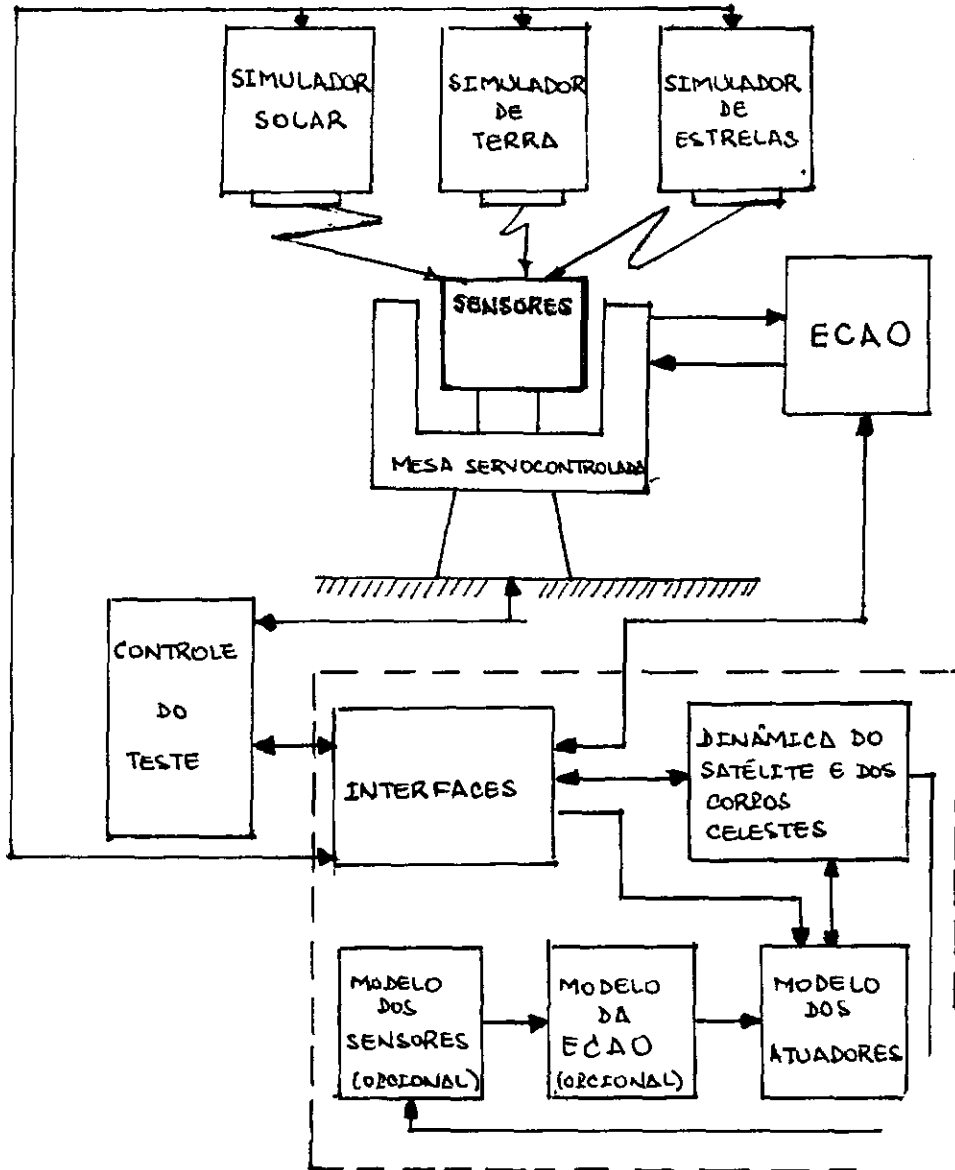 SIMULADOR
SOLAR
SIMULADOR
DE
TERRA
SIMULADOR
DE
ESTRELAS
SENSORES
ECAO
MESA SERVOCONTROLADA
CONTROLE
DO
TESTE
INTERFACES
DINÂMICA DO
SATÉLITE E DOS
CORPOS
CELESTES
MODELO
DOS
SENSORES
(OPCIONAL)
MODELO
DA
ECAO
(OPCIONAL)
MODELO
DOS
ATUADORES